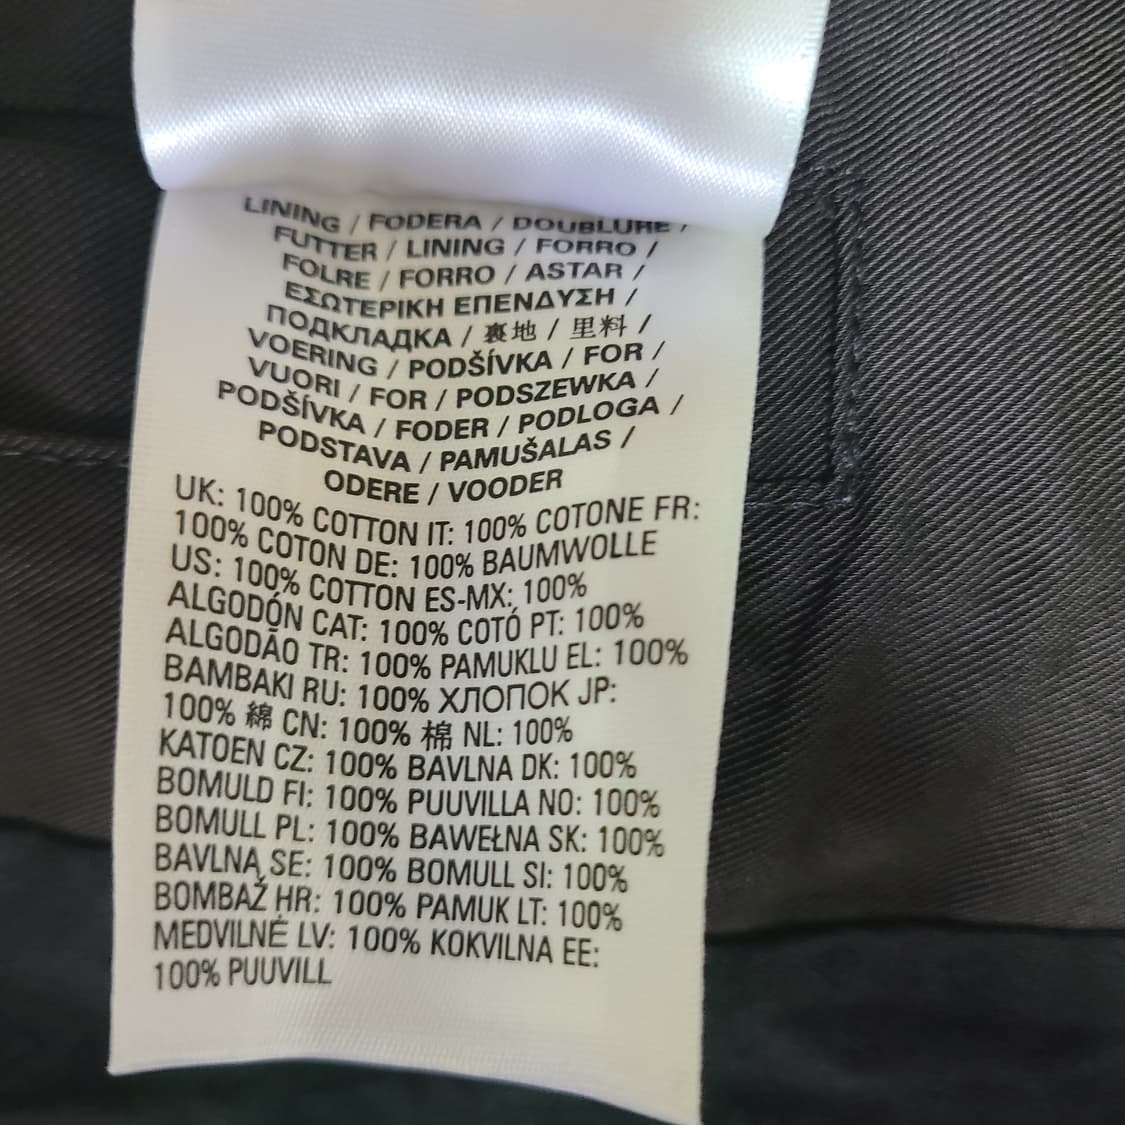 LINING / FODERA / DOUBLURE /
FUTTER / LINING / FORRO /
FOLRE / FORRO / ASTAR /
ΕΣΩΤΕΡΙΚΗ ΕΠΕΝΔΥΣΗ /
ПОДКЛАДКА / 裏地 / 里料 /
VOERING / PODŠÍVKA / FOR /
VUORI / FOR / PODSZEWKA /
PODŠÍVKA / FODER / PODLOGA /
PODSTAVA / PAMUŠALAS /
ODERE / VOODER
UK: 100% COTTON IT: 100% COTONE FR:
100% COTON DE: 100% BAUMWOLLE
US: 100% COTTON ES-MX: 100%
ALGODÓN CAT: 100% COTÓ PT: 100%
ALGODÃO TR: 100% PAMUKLU EL: 100%
ΒΑΜΒΑΚΙ RU: 100% ХЛОПОК JP:
100% 綿 CN: 100% 棉 NL: 100%
KATOEN CZ: 100% BAVLNA DK: 100%
BOMULD FI: 100% PUUVILLA NO: 100%
BOMULL PL: 100% BAWEŁNA SK: 100%
BAVLNA SE: 100% BOMULL SI: 100%
BOMBAŽ HR: 100% PAMUK LT: 100%
MEDVILNĖ LV: 100% KOKVILNA EE:
100% PUUVILL